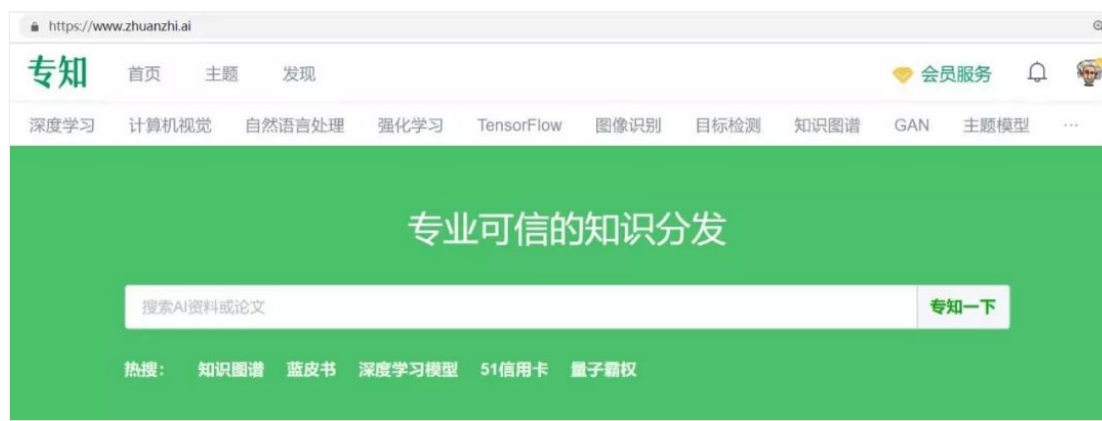 https://www.zhuanzhi.ai
专知 首页 主题 发现 会员服务
深度学习 计算机视觉 自然语言处理 强化学习 TensorFlow 图像识别 目标检测 知识图谱 GAN 主题模型 ...
专业可信的知识分发
搜索AI资料或论文 专知一下
热搜： 知识图谱 蓝皮书 深度学习模型 51信用卡 量子霸权